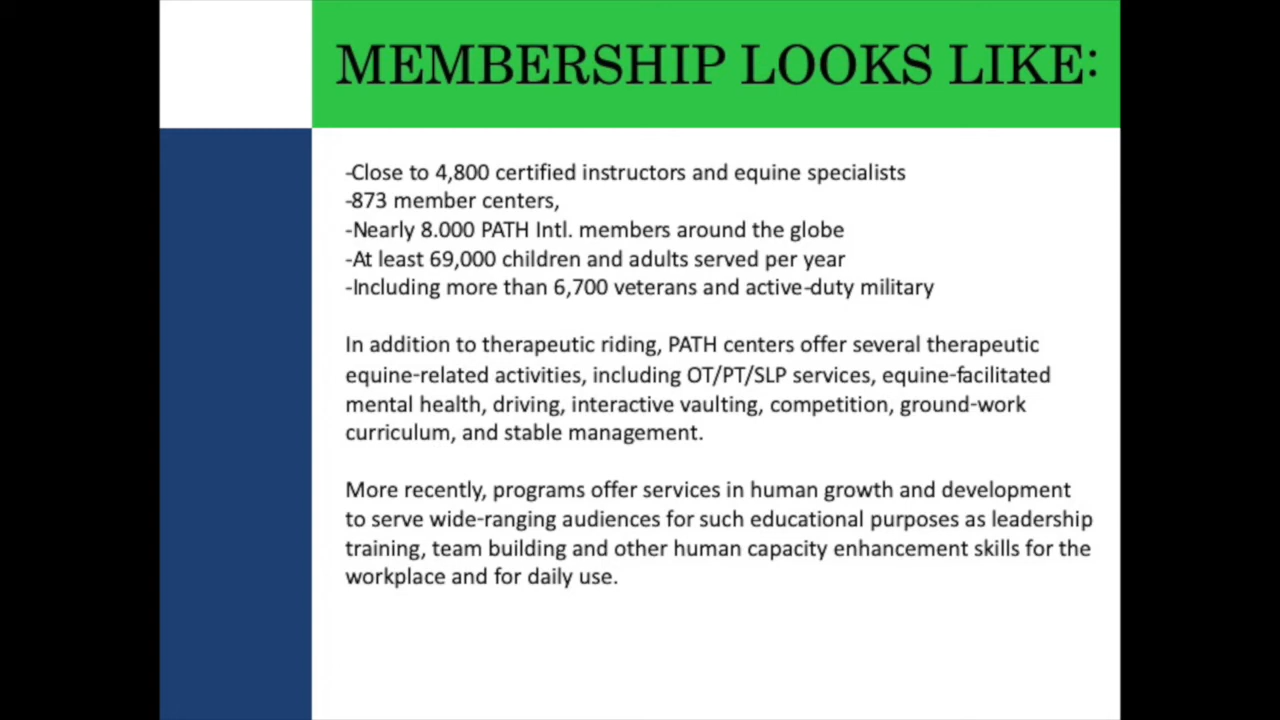 MEMBERSHIP LOOKS LIKE:
-Close to 4,800 certified instructors and equine specialists
-873 member centers,
-Nearly 8.000 PATH Intl. members around the globe
-At least 69,000 children and adults served per year
-Including more than 6,700 veterans and active-duty military
In addition to therapeutic riding, PATH centers offer several therapeutic
equine-related activities, including OT/PT/SLP services, equine-facilitated
mental health, driving, interactive vaulting, competition, ground-work
curriculum, and stable management.
More recently, programs offer services in human growth and development
to serve wide-ranging audiences for such educational purposes as leadership
training, team building and other human capacity enhancement skills for the
workplace and for daily use.